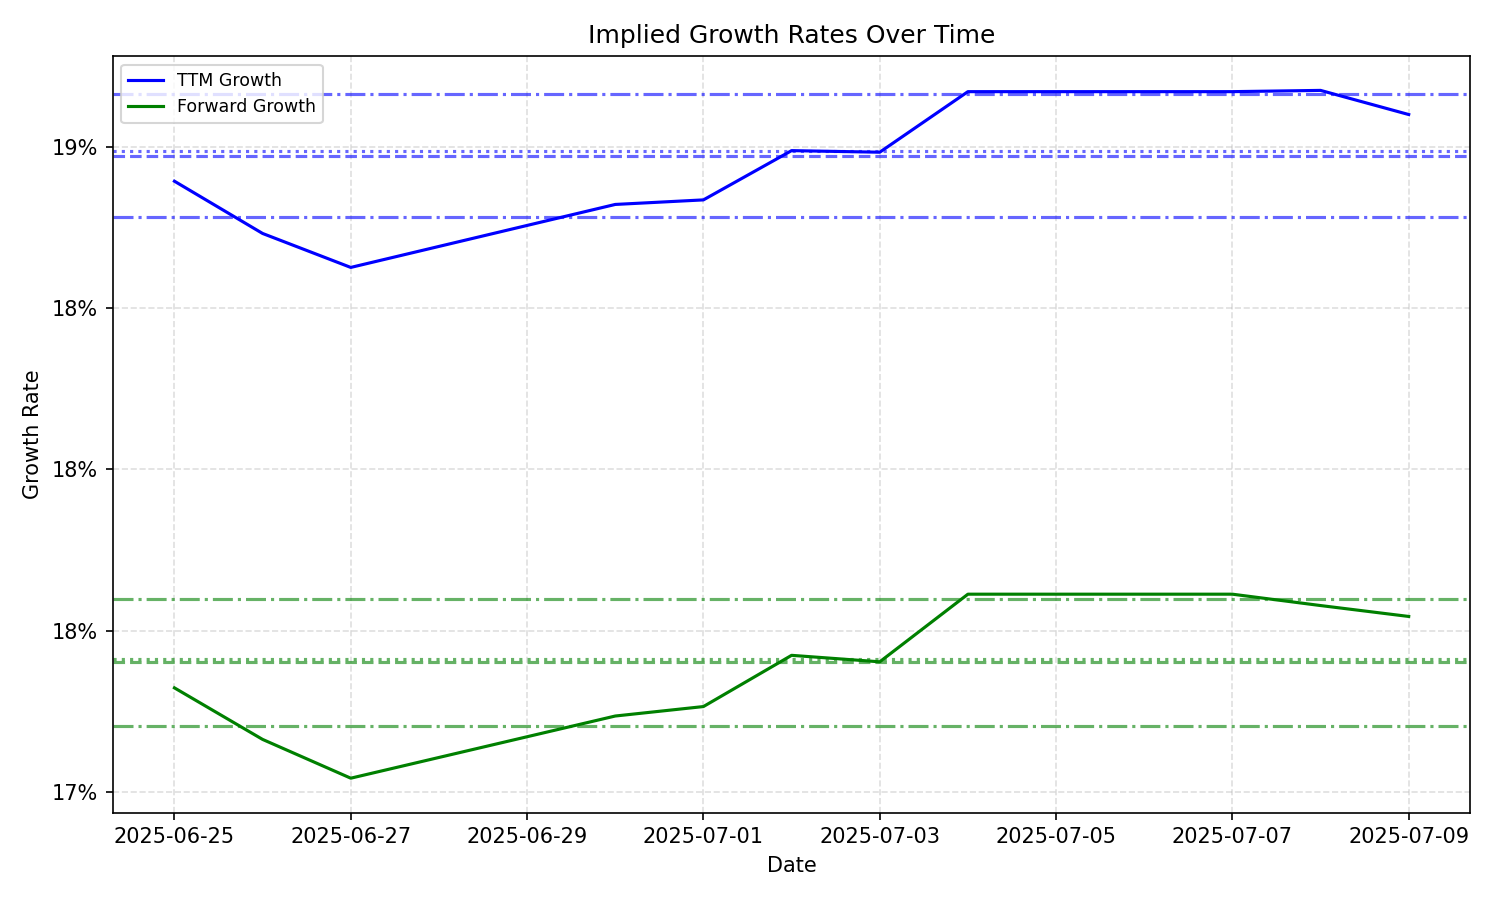 Implied Growth Rates Over Time
TTM Growth
Forward Growth
19%
18%
18%
18%
17%
Growth Rate
2025-06-25 2025-06-27 2025-06-29 2025-07-01 2025-07-03 2025-07-05 2025-07-07 2025-07-09
Date